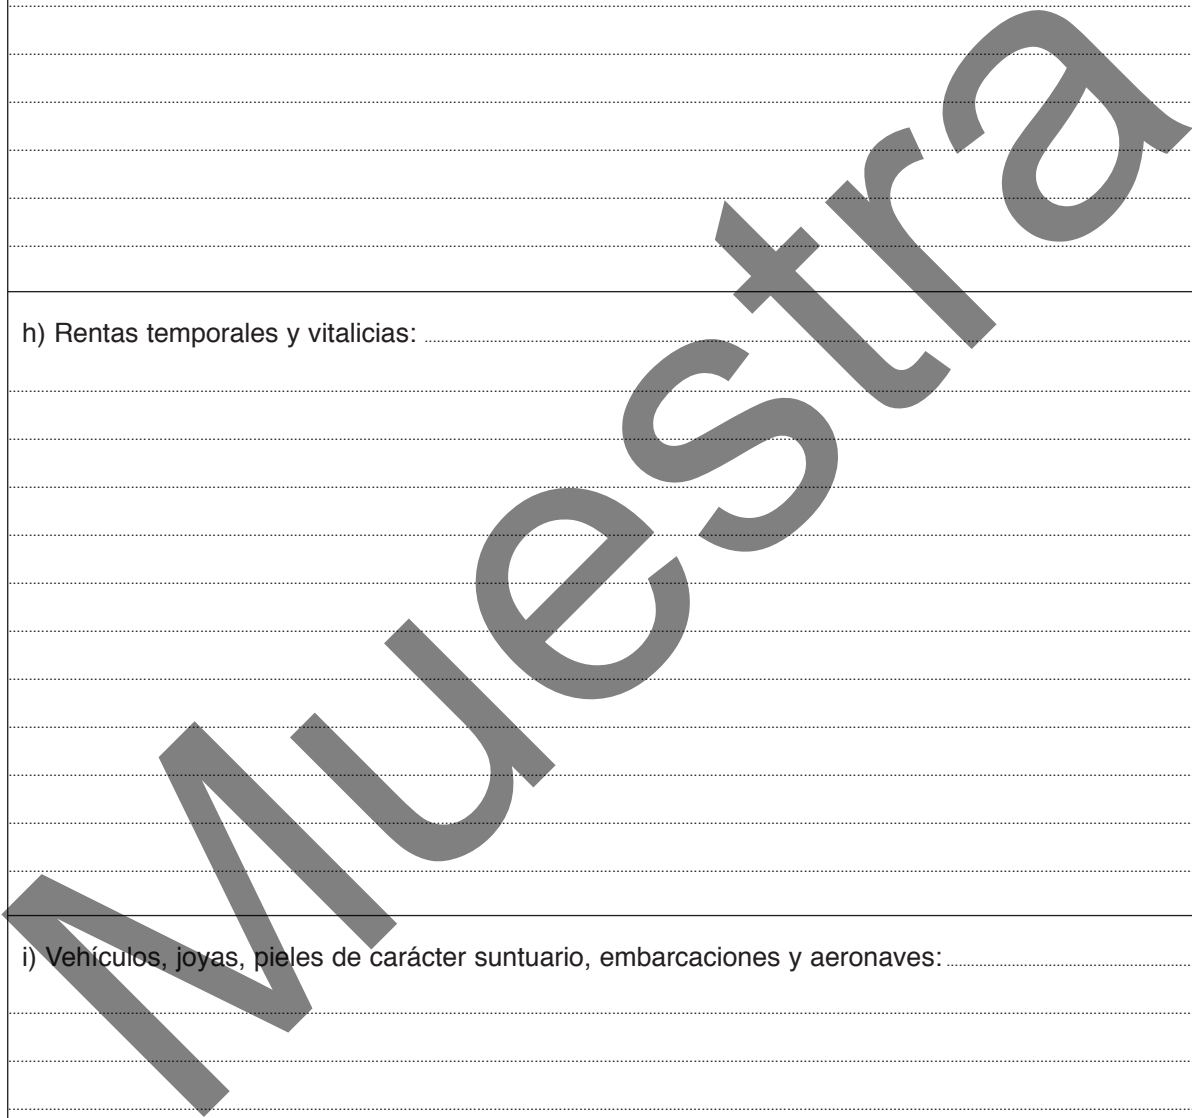 h) Rentas temporales y vitalicias:
i) Vehículos, joyas, pieles de carácter suntuario, embarcaciones y aeronaves:
Muestra